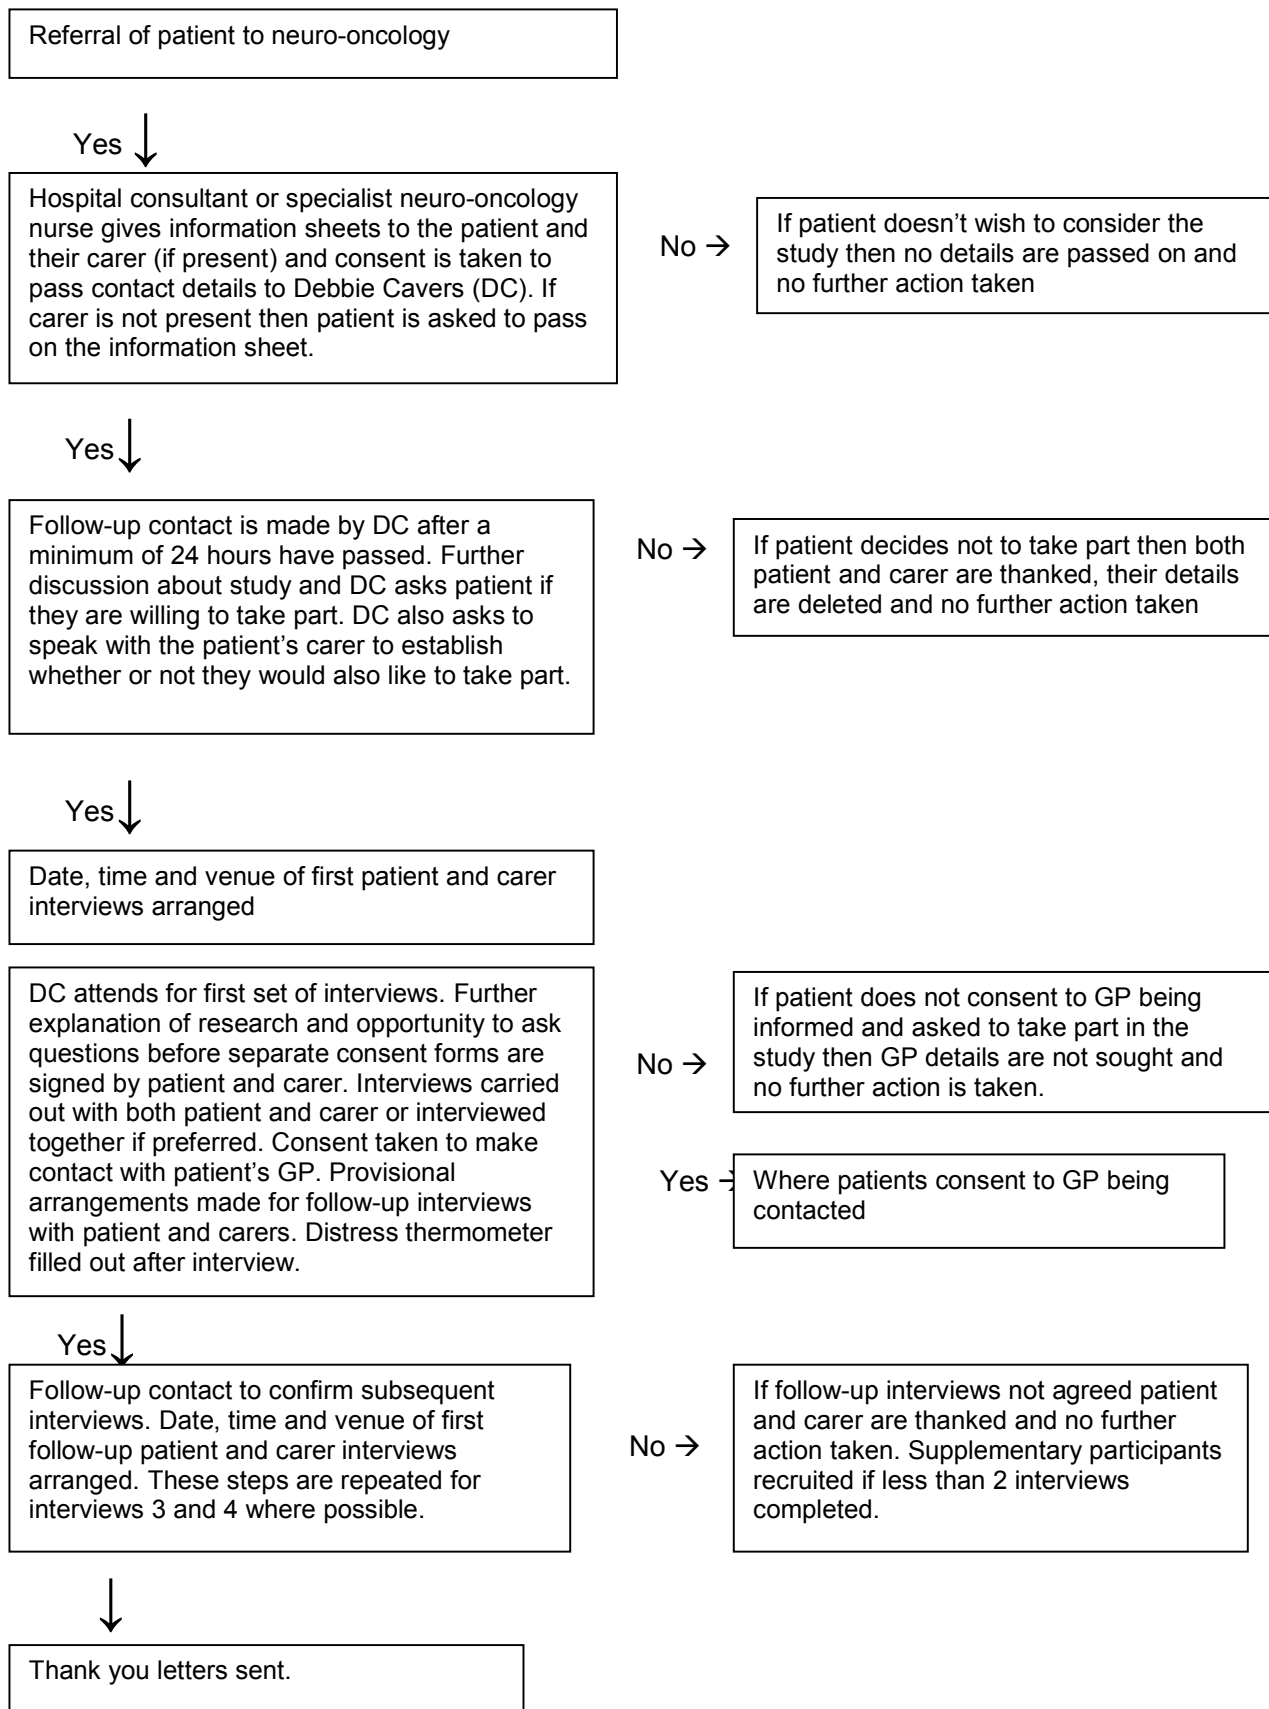 Referral of patient to neuro-oncology
Yes ↓
Hospital consultant or specialist neuro-oncology
nurse gives information sheets to the patient and
their carer (if present) and consent is taken to
pass contact details to Debbie Cavers (DC). If
carer is not present then patient is asked to pass
on the information sheet.
No →
If patient doesn’t wish to consider the
study then no details are passed on and
no further action taken
Yes ↓
Follow-up contact is made by DC after a
minimum of 24 hours have passed. Further
discussion about study and DC asks patient if
they are willing to take part. DC also asks to
speak with the patient’s carer to establish
whether or not they would also like to take part.
No →
If patient decides not to take part then both
patient and carer are thanked, their details
are deleted and no further action taken
Yes ↓
Date, time and venue of first patient and carer
interviews arranged
DC attends for first set of interviews. Further
explanation of research and opportunity to ask
questions before separate consent forms are
signed by patient and carer. Interviews carried
out with both patient and carer or interviewed
together if preferred. Consent taken to make
contact with patient’s GP. Provisional
arrangements made for follow-up interviews
with patient and carers. Distress thermometer
filled out after interview.
No →
If patient does not consent to GP being
informed and asked to take part in the
study then GP details are not sought and
no further action is taken.
Yes →
Where patients consent to GP being
contacted
Yes ↓
Follow-up contact to confirm subsequent
interviews. Date, time and venue of first
follow-up patient and carer interviews
arranged. These steps are repeated for
interviews 3 and 4 where possible.
No →
If follow-up interviews not agreed patient
and carer are thanked and no further
action taken. Supplementary participants
recruited if less than 2 interviews
completed.
↓
Thank you letters sent.